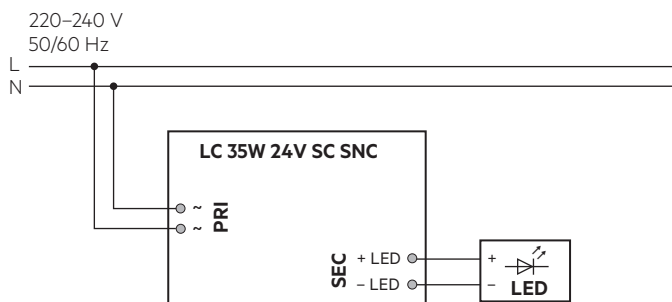 220–240 V
50/60 Hz
L
N
LC 35W 24V SC SNC
~
~
PRI
SEC
+ LED
– LED
+
–
LED